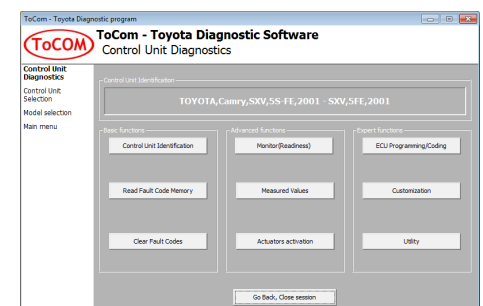 ToCom - Toyota Diagnostic program
ToCOM
ToCom - Toyota Diagnostic Software
Control Unit Diagnostics
Control Unit
Diagnostics
Control Unit
Selection
Model selection
Main menu
Control Unit Identification
TOYOTA,Camry,SXV,5S-FE,2001 - SXV,5FE,2001
Basic functions
Advanced functions
Expert functions
Control Unit Identification
Monitor(Readiness)
ECU Programming/Coding
Read Fault Code Memory
Measured Values
Customization
Clear Fault Codes
Actuators activation
Utility
Go Back, Close session